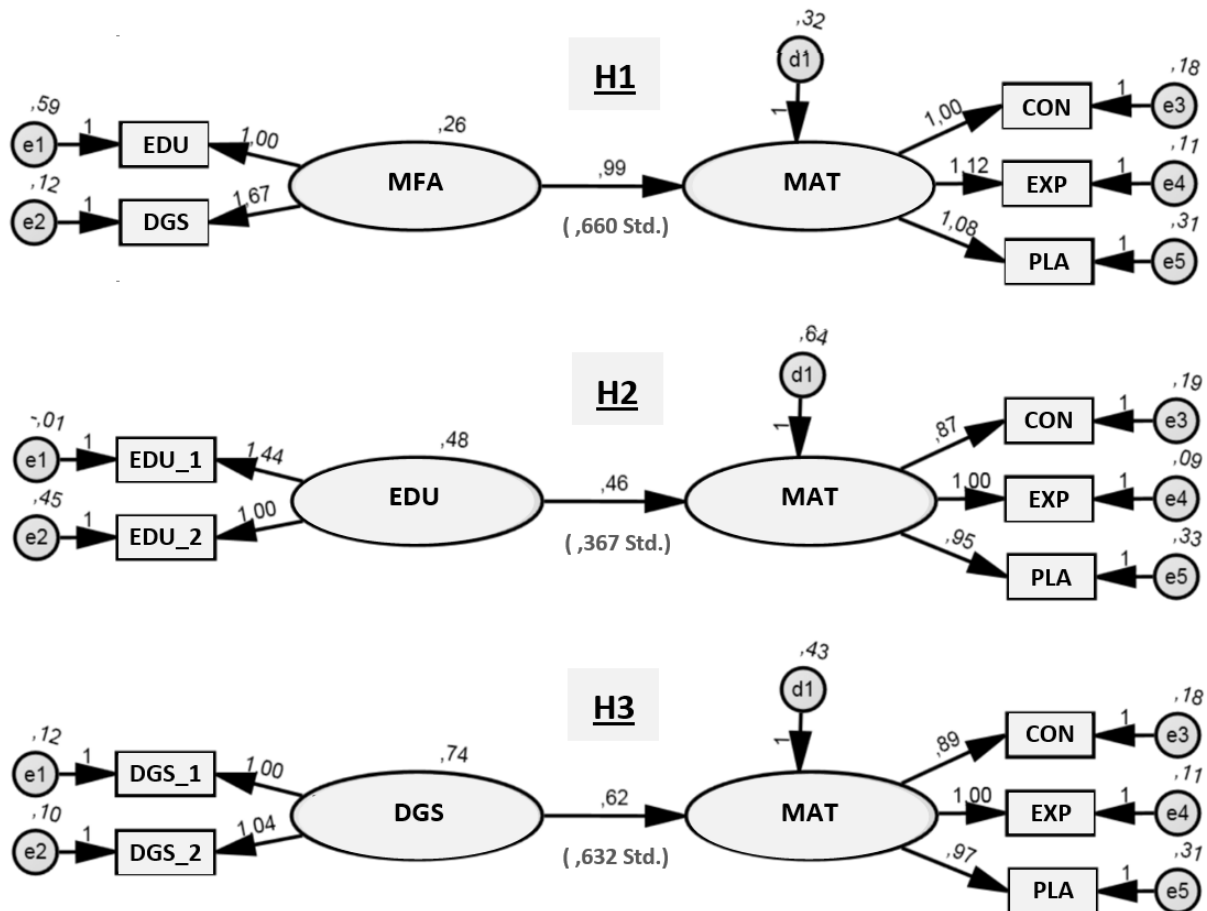 H1
,32
d1
1
,59
e1
1
EDU
1,00
,26
MFA
,12
e2
1
DGS
1,67
,99
( ,660 Std.)
MAT
1,00
CON
1
,18
e3
1,12
EXP
1
,11
e4
1,08
PLA
1
,31
e5
H2
,64
d1
1
-,01
e1
1
EDU_1
1,44
,48
EDU
,45
e2
1
EDU_2
1,00
,46
( ,367 Std.)
MAT
,87
CON
1
,19
e3
1,00
EXP
1
,09
e4
,95
PLA
1
,33
e5
H3
,43
d1
1
,12
e1
1
DGS_1
1,00
,74
DGS
,10
e2
1
DGS_2
1,04
,62
( ,632 Std.)
MAT
,89
CON
1
,18
e3
1,00
EXP
1
,11
e4
,97
PLA
1
,31
e5